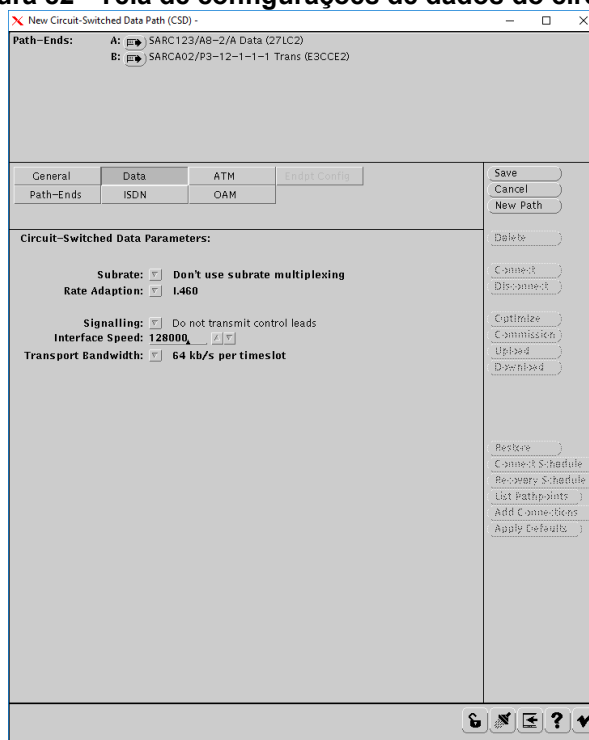 ura 32 - Tela de configurações de dados do cir
New Circuit-Switched Data Path (CSD) -
Path-Ends: A: SARC123/A8-2/A Data (27LC2)
B: SARCA02/P3-12-1-1-1 Trans (E3CCE2)
General Data ATM Endpt Config
Path-Ends ISDN OAM
Circuit-Switched Data Parameters:
Subrate: Don't use subrate multiplexing
Rate Adaption: I.460
Signalling: Do not transmit control leads
Interface Speed: 128000
Transport Bandwidth: 64 kb/s per timeslot
Save
Cancel
New Path
Delete
Connect
Disconnect
Optimize
Commission
Upload
Download
Restore
Connect Schedule
Recovery Schedule
List Pathpoints
Add Connections
Apply Defaults
?